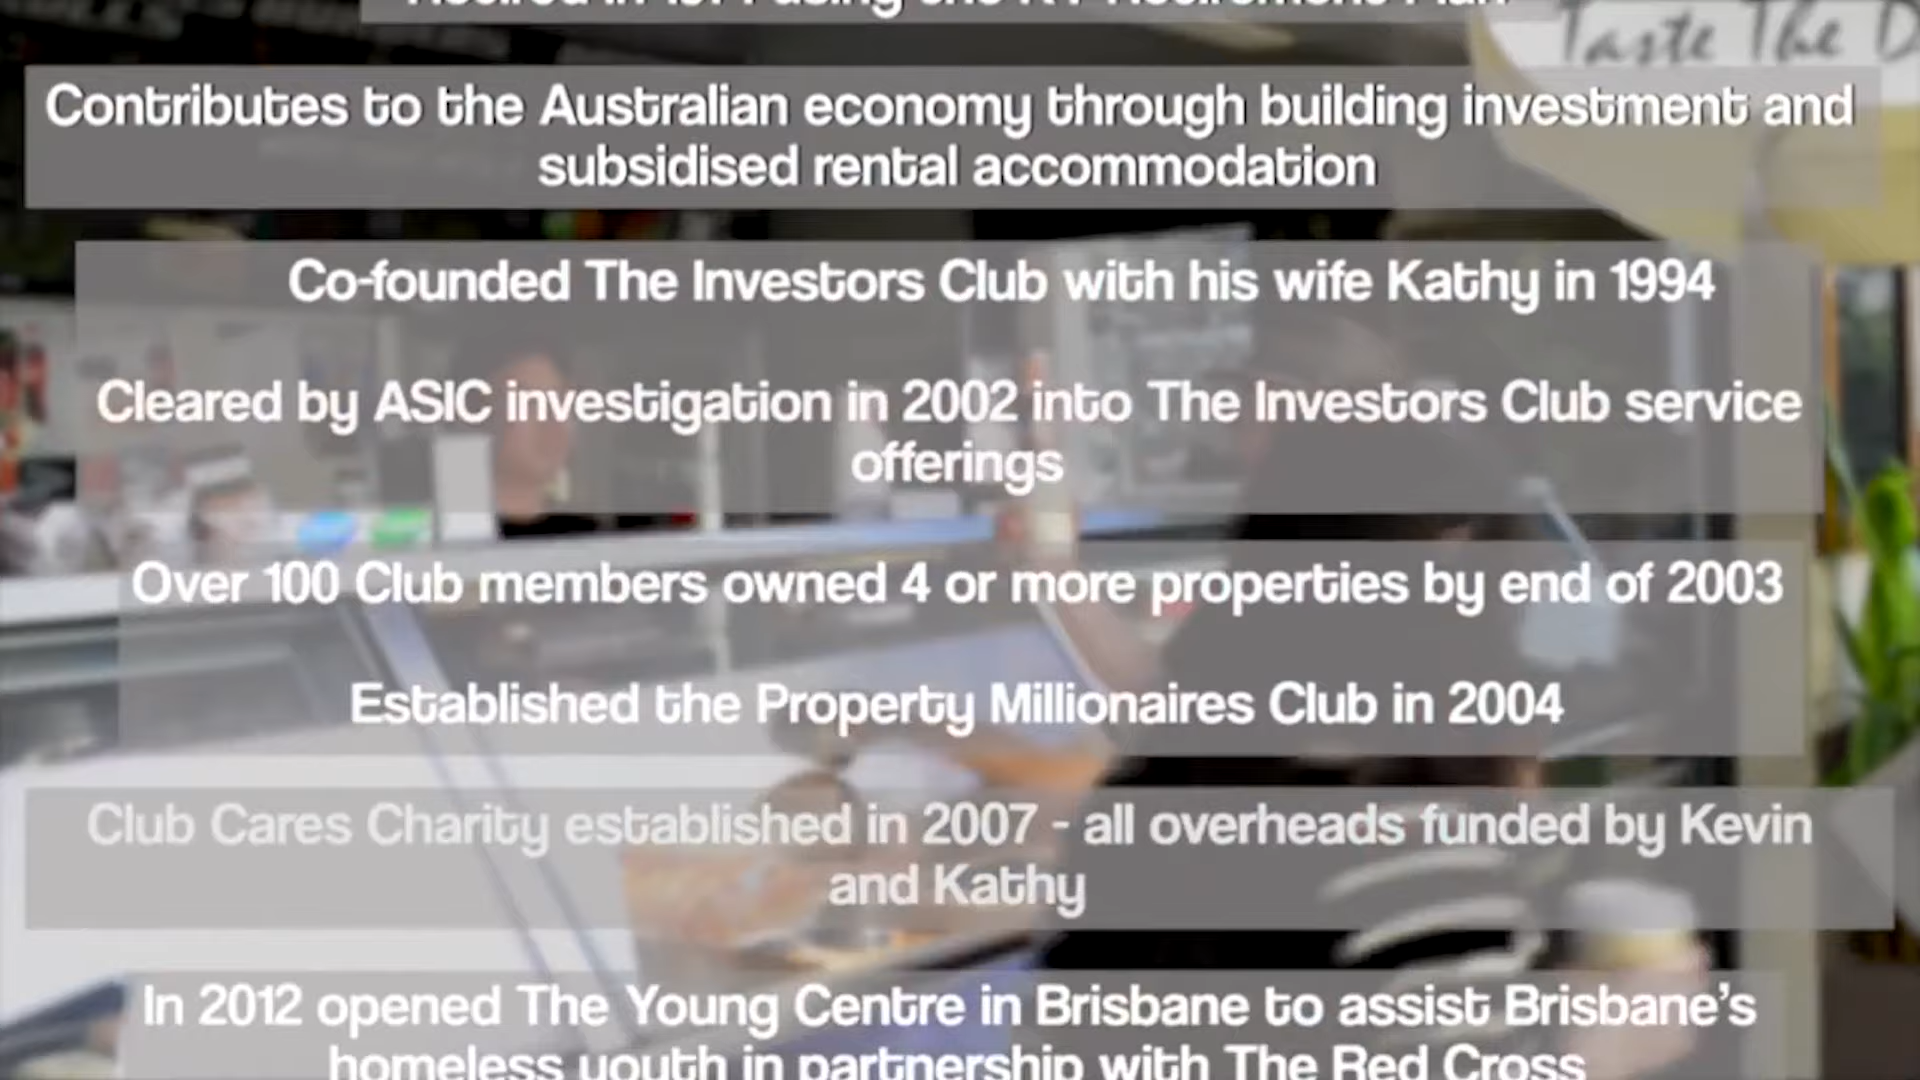 Taste The D
Contributes to the Australian economy through building investment and
subsidised rental accommodation
Co-founded The Investors Club with his wife Kathy in 1994
Cleared by ASIC investigation in 2002 into The Investors Club service
offerings
Over 100 Club members owned 4 or more properties by end of 2003
Established the Property Millionaires Club in 2004
Club Cares Charity established in 2007 - all overheads funded by Kevin
and Kathy
In 2012 opened The Young Centre in Brisbane to assist Brisbane's
homeless youth in partnership with The Red Cross